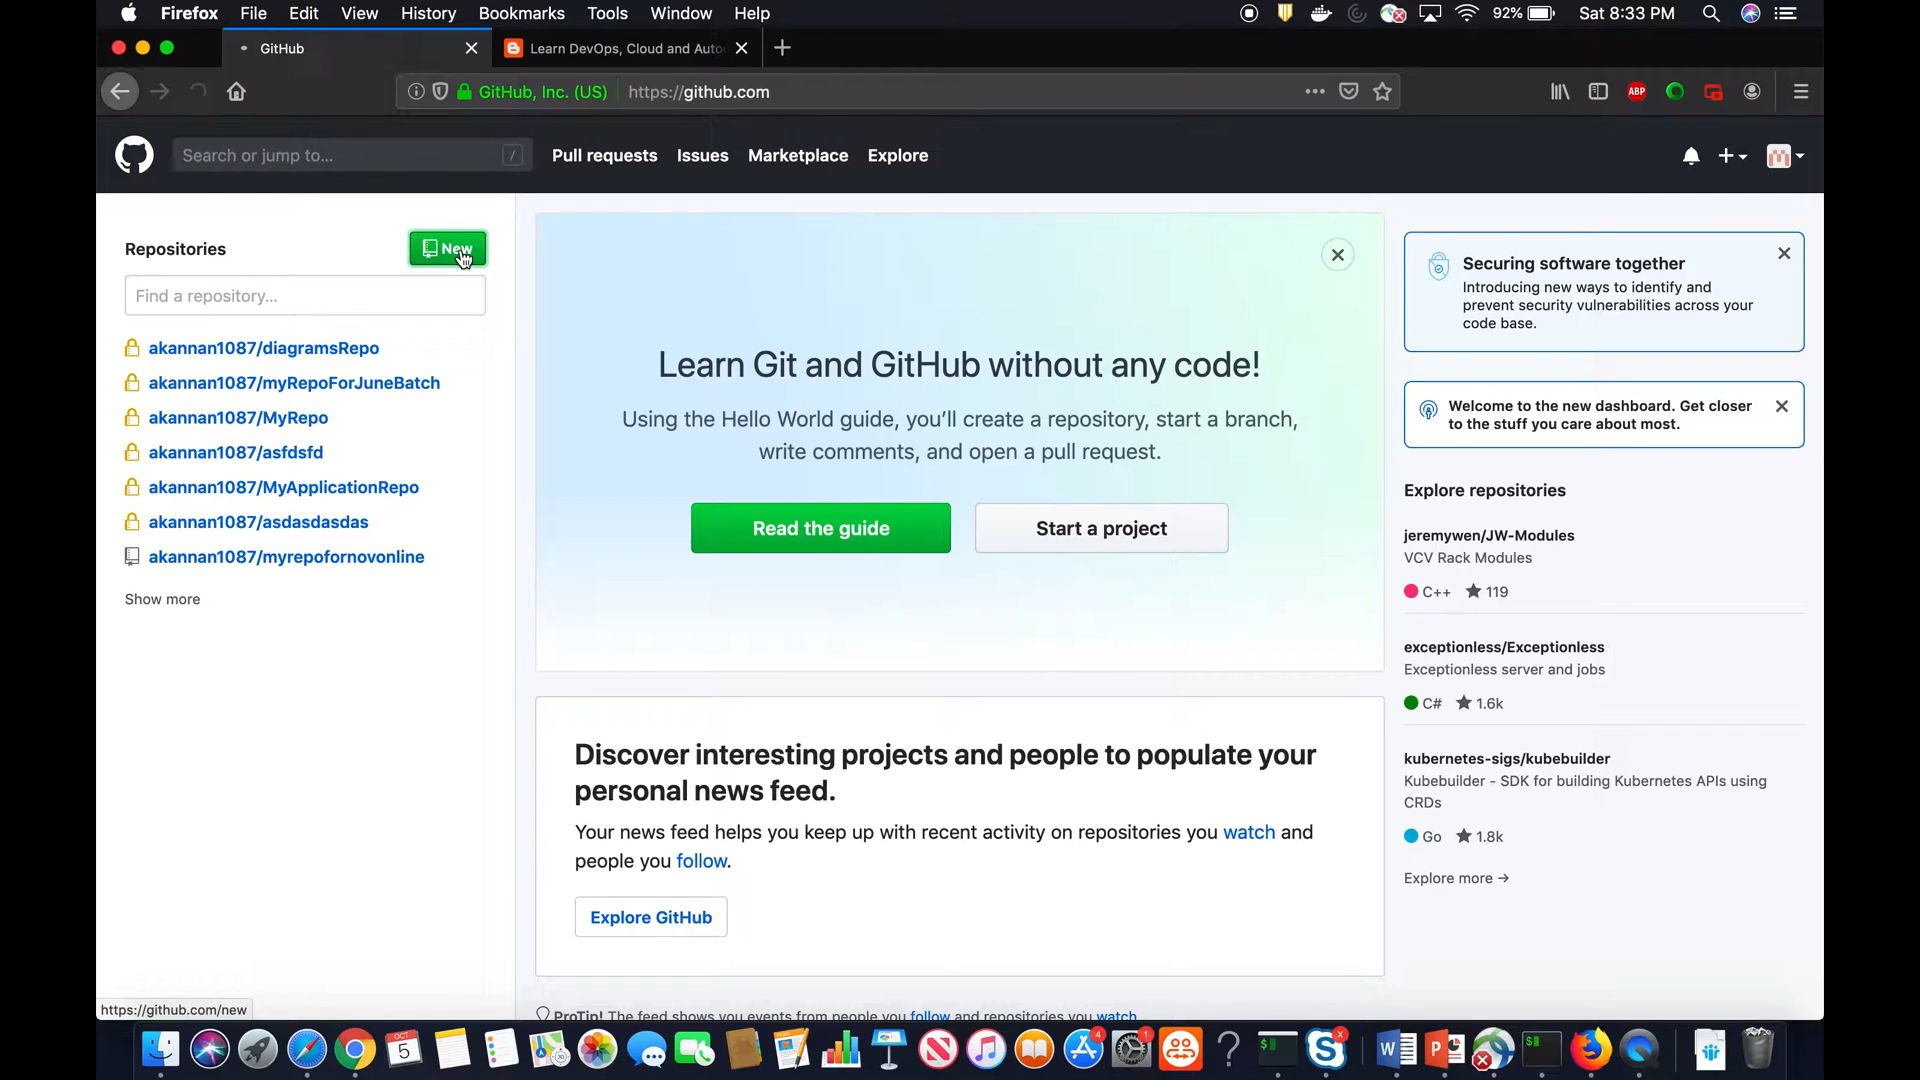 Firefox File Edit View History Bookmarks Tools Window Help 92% Sat 8:33 PM
GitHub
Learn DevOps, Cloud and Auto
GitHub, Inc. (US) https://github.com
ABP
Search or jump to... /
Pull requests Issues Marketplace Explore
Repositories
New
Find a repository...
akannan1087/diagramsRepo
akannan1087/myRepoForJuneBatch
akannan1087/MyRepo
akannan1087/asfdsfd
akannan1087/MyApplicationRepo
akannan1087/asdasdasdas
akannan1087/myrepofornovonline
Show more
Learn Git and GitHub without any code!
Using the Hello World guide, you’ll create a repository, start a branch,
write comments, and open a pull request.
Read the guide
Start a project
Discover interesting projects and people to populate your
personal news feed.
Your news feed helps you keep up with recent activity on repositories you watch and
people you follow.
Explore GitHub
ProTip! The feed shows you events from people you follow and repositories you watch
Securing software together
Introducing new ways to identify and
prevent security vulnerabilities across your
code base.
Welcome to the new dashboard. Get closer
to the stuff you care about most.
Explore repositories
jeremywen/JW-Modules
VCV Rack Modules
C++ 119
exceptionless/Exceptionless
Exceptionless server and jobs
C# 1.6k
kubernetes-sigs/kubebuilder
Kubebuilder - SDK for building Kubernetes APIs using
CRDs
Go 1.8k
Explore more →
https://github.com/new
OCT
5
3D
4
1
?
$
S
X
W
P
$